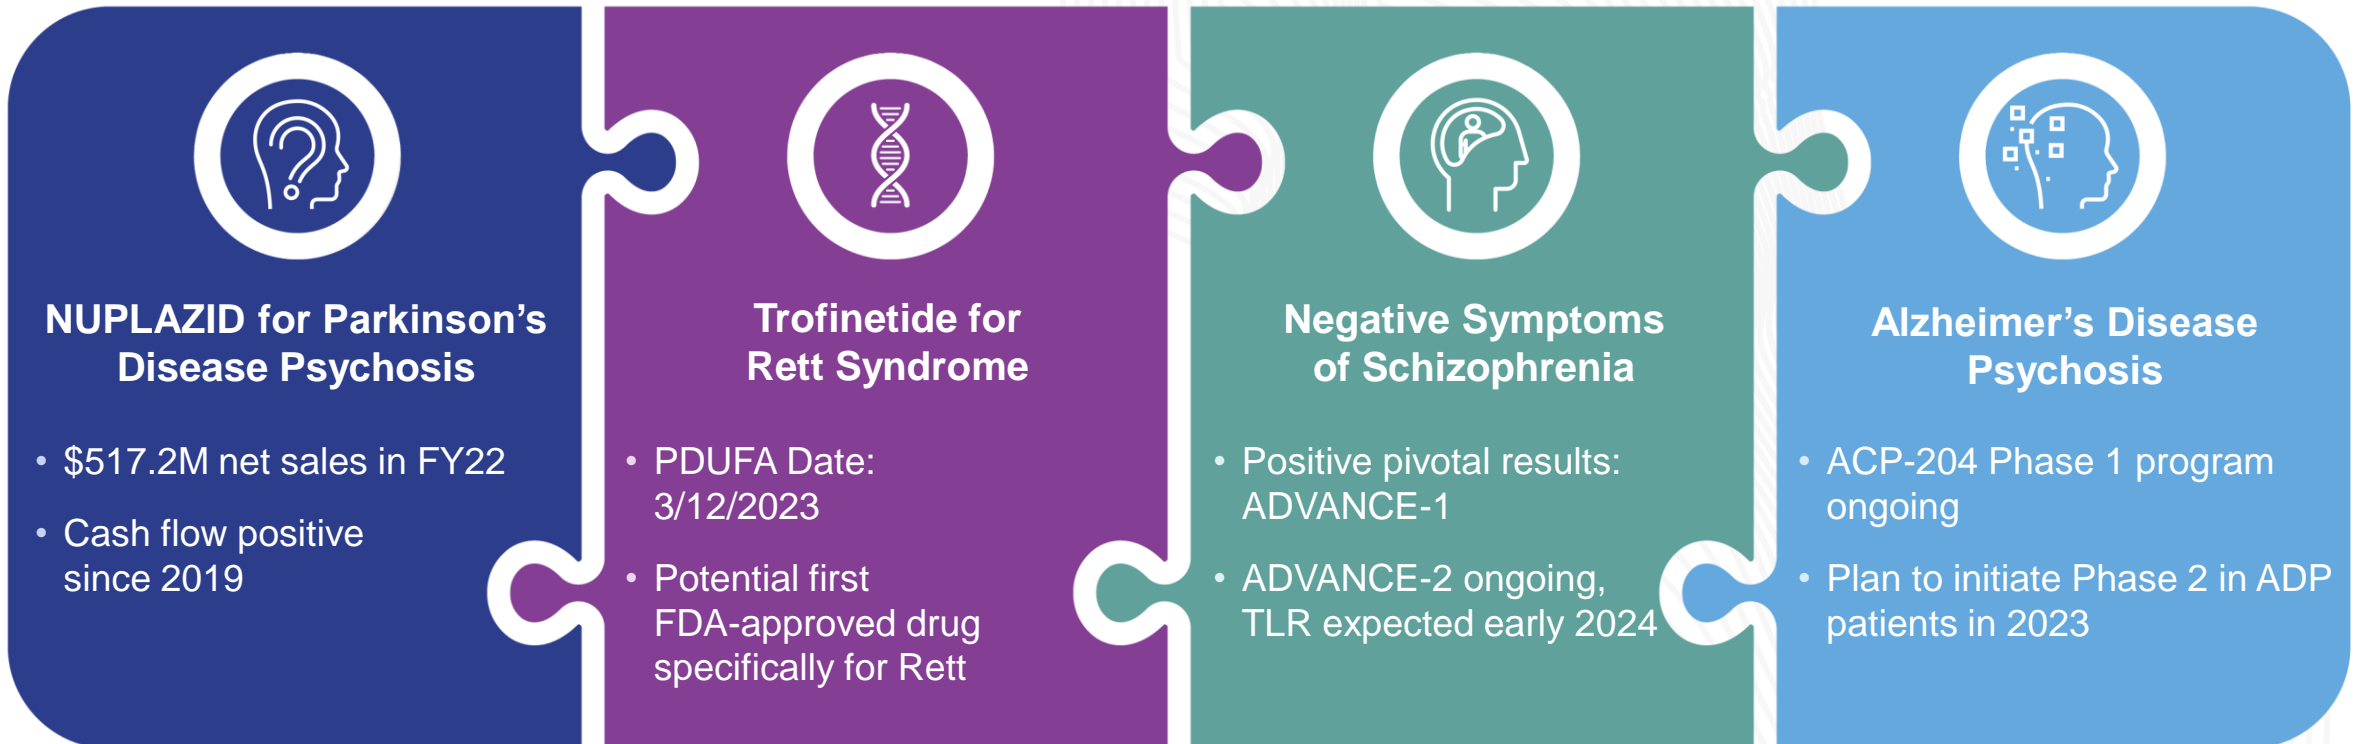 NUPLAZID for Parkinson’s
Disease Psychosis
• $517.2M net sales in FY22
• Cash flow positive
since 2019
Trofinetide for
Rett Syndrome
• PDUFA Date:
3/12/2023
• Potential first
FDA-approved drug
specifically for Rett
Negative Symptoms
of Schizophrenia
• Positive pivotal results:
ADVANCE-1
• ADVANCE-2 ongoing,
TLR expected early 2024
Alzheimer’s Disease
Psychosis
• ACP-204 Phase 1 program
ongoing
• Plan to initiate Phase 2 in ADP
patients in 2023